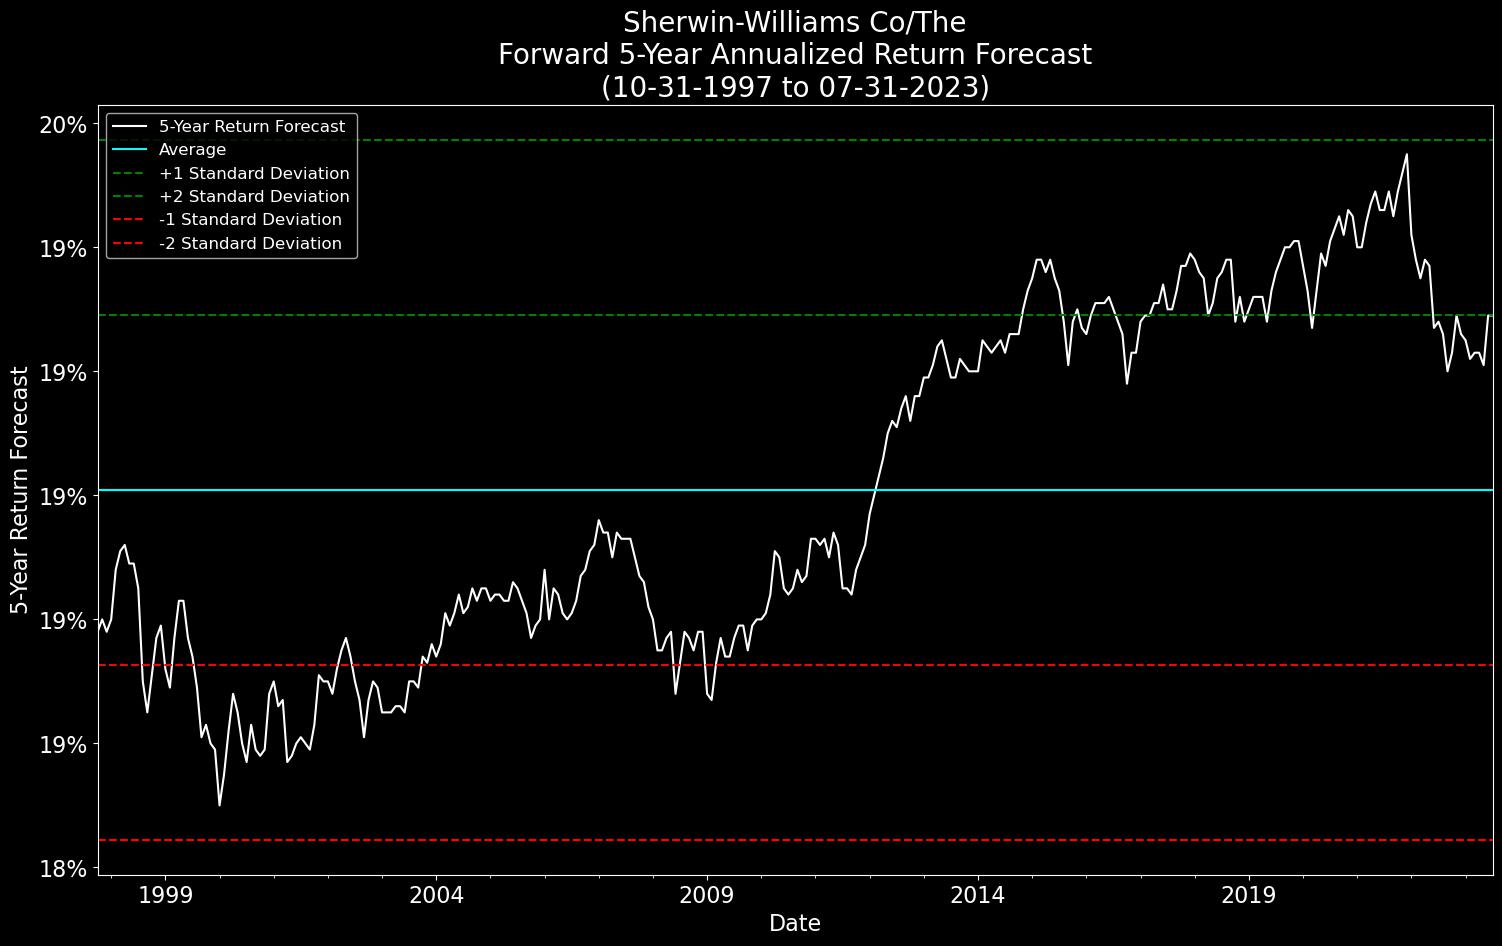 Sherwin-Williams Co/The
Forward 5-Year Annualized Return Forecast
(10-31-1997 to 07-31-2023)
5-Year Return Forecast
Average
+1 Standard Deviation
+2 Standard Deviation
-1 Standard Deviation
-2 Standard Deviation
20%
19%
19%
19%
19%
19%
18%
5-Year Return Forecast
1999
2004
2009
2014
2019
Date